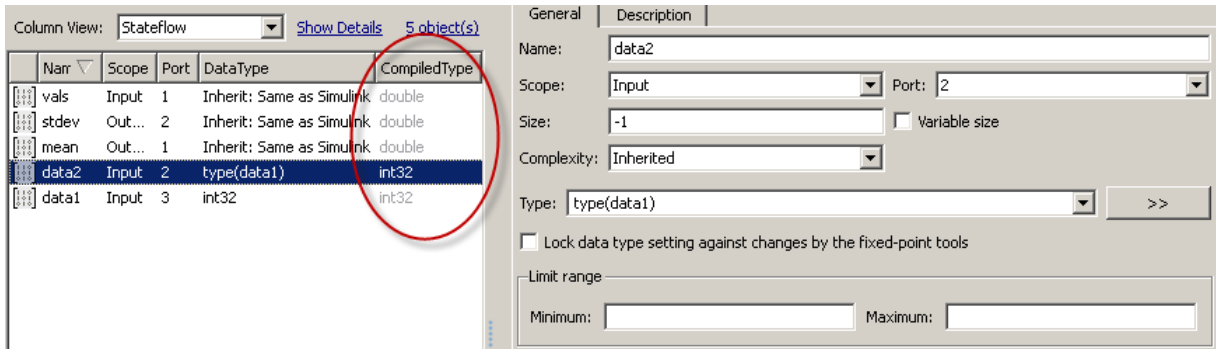 Column View: Stateflow Show Details 5 object(s)
Narr Scope Port DataType CompiledType
vals Input 1 Inherit: Same as Simulink double
stdev Out... 2 Inherit: Same as Simulink double
mean Out... 1 Inherit: Same as Simulink double
data2 Input 2 type(data1) int32
data1 Input 3 int32 int32
General Description
Name: data2
Scope: Input Port: 2
Size: -1 Variable size
Complexity: Inherited
Type: type(data1) >>
Lock data type setting against changes by the fixed-point tools
Limit range
Minimum: Maximum: